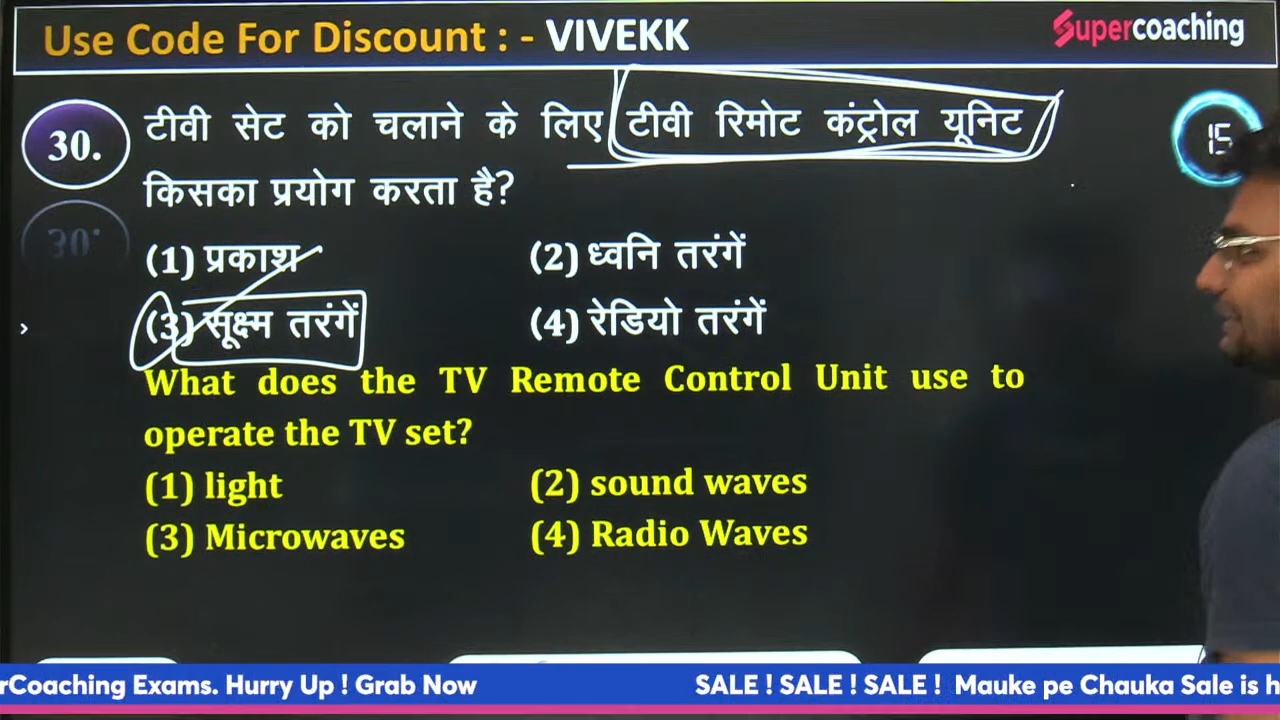 Use Code For Discount : - VIVEKK
Supercoaching
30. टीवी सेट को चलाने के लिए टीवी रिमोट कंट्रोल यूनिट
किसका प्रयोग करता है?
15
(1) प्रकाश (2) ध्वनि तरंगें
(3) सूक्ष्म तरंगें (4) रेडियो तरंगें
What does the TV Remote Control Unit use to
operate the TV set?
(1) light (2) sound waves
(3) Microwaves (4) Radio Waves
rCoaching Exams. Hurry Up ! Grab Now SALE ! SALE ! SALE ! Mauke pe Chauka Sale is h